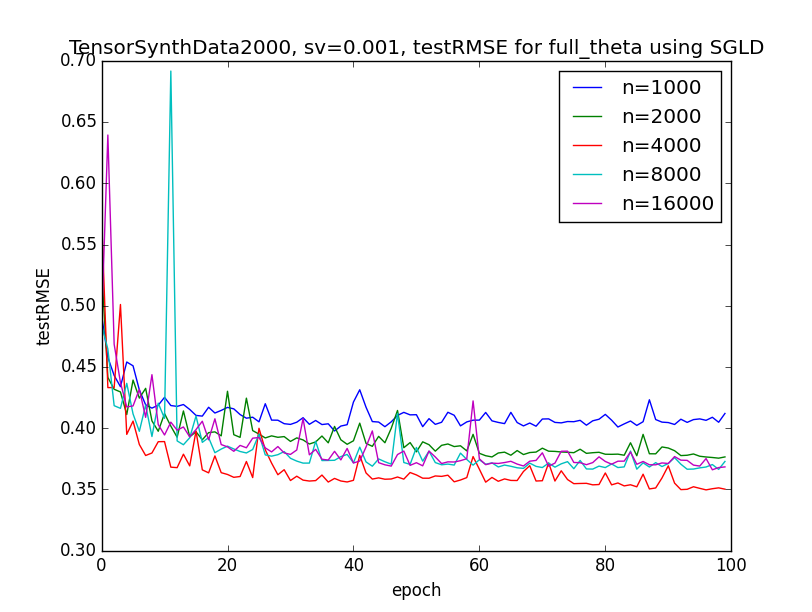 TensorSynthData2000, sv=0.001, testRMSE for full_theta using SGLD
0.70
0.65
0.60
0.55
0.50
0.45
0.40
0.35
0.30
testRMSE
n=1000
n=2000
n=4000
n=8000
n=16000
0 20 40 60 80 100
epoch